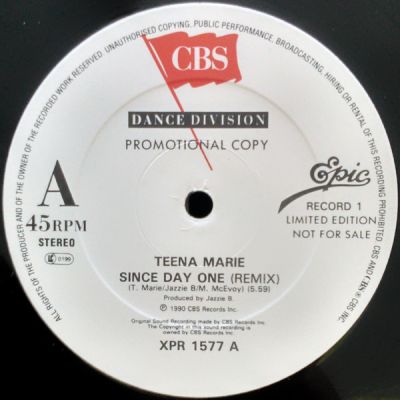 ALL RIGHTS OF THE PRODUCER AND OF THE OWNER OF THE RECORDED WORK RESERVED. UNAUTHORISED COPYING, PUBLIC PERFORMANCE, BROADCASTING, HIRING OR RENTAL OF THIS RECORDING PROHIBITED. CBS AND CBS ® CBS INC
CBS
DANCE DIVISION
PROMOTIONAL COPY
A
45 RPM
STEREO
0199
Epic
RECORD 1
LIMITED EDITION
NOT FOR SALE
TEENA MARIE
SINCE DAY ONE (REMIX)
(T. Marie/Jazzie B/M. McEvoy) (5.59)
Produced by Jazzie B.
℗ 1990 CBS Records Inc.
Original Sound Recording made by CBS Records Inc.
The copyright in this sound recording is owned by
CBS Records Inc.
XPR 1577 A